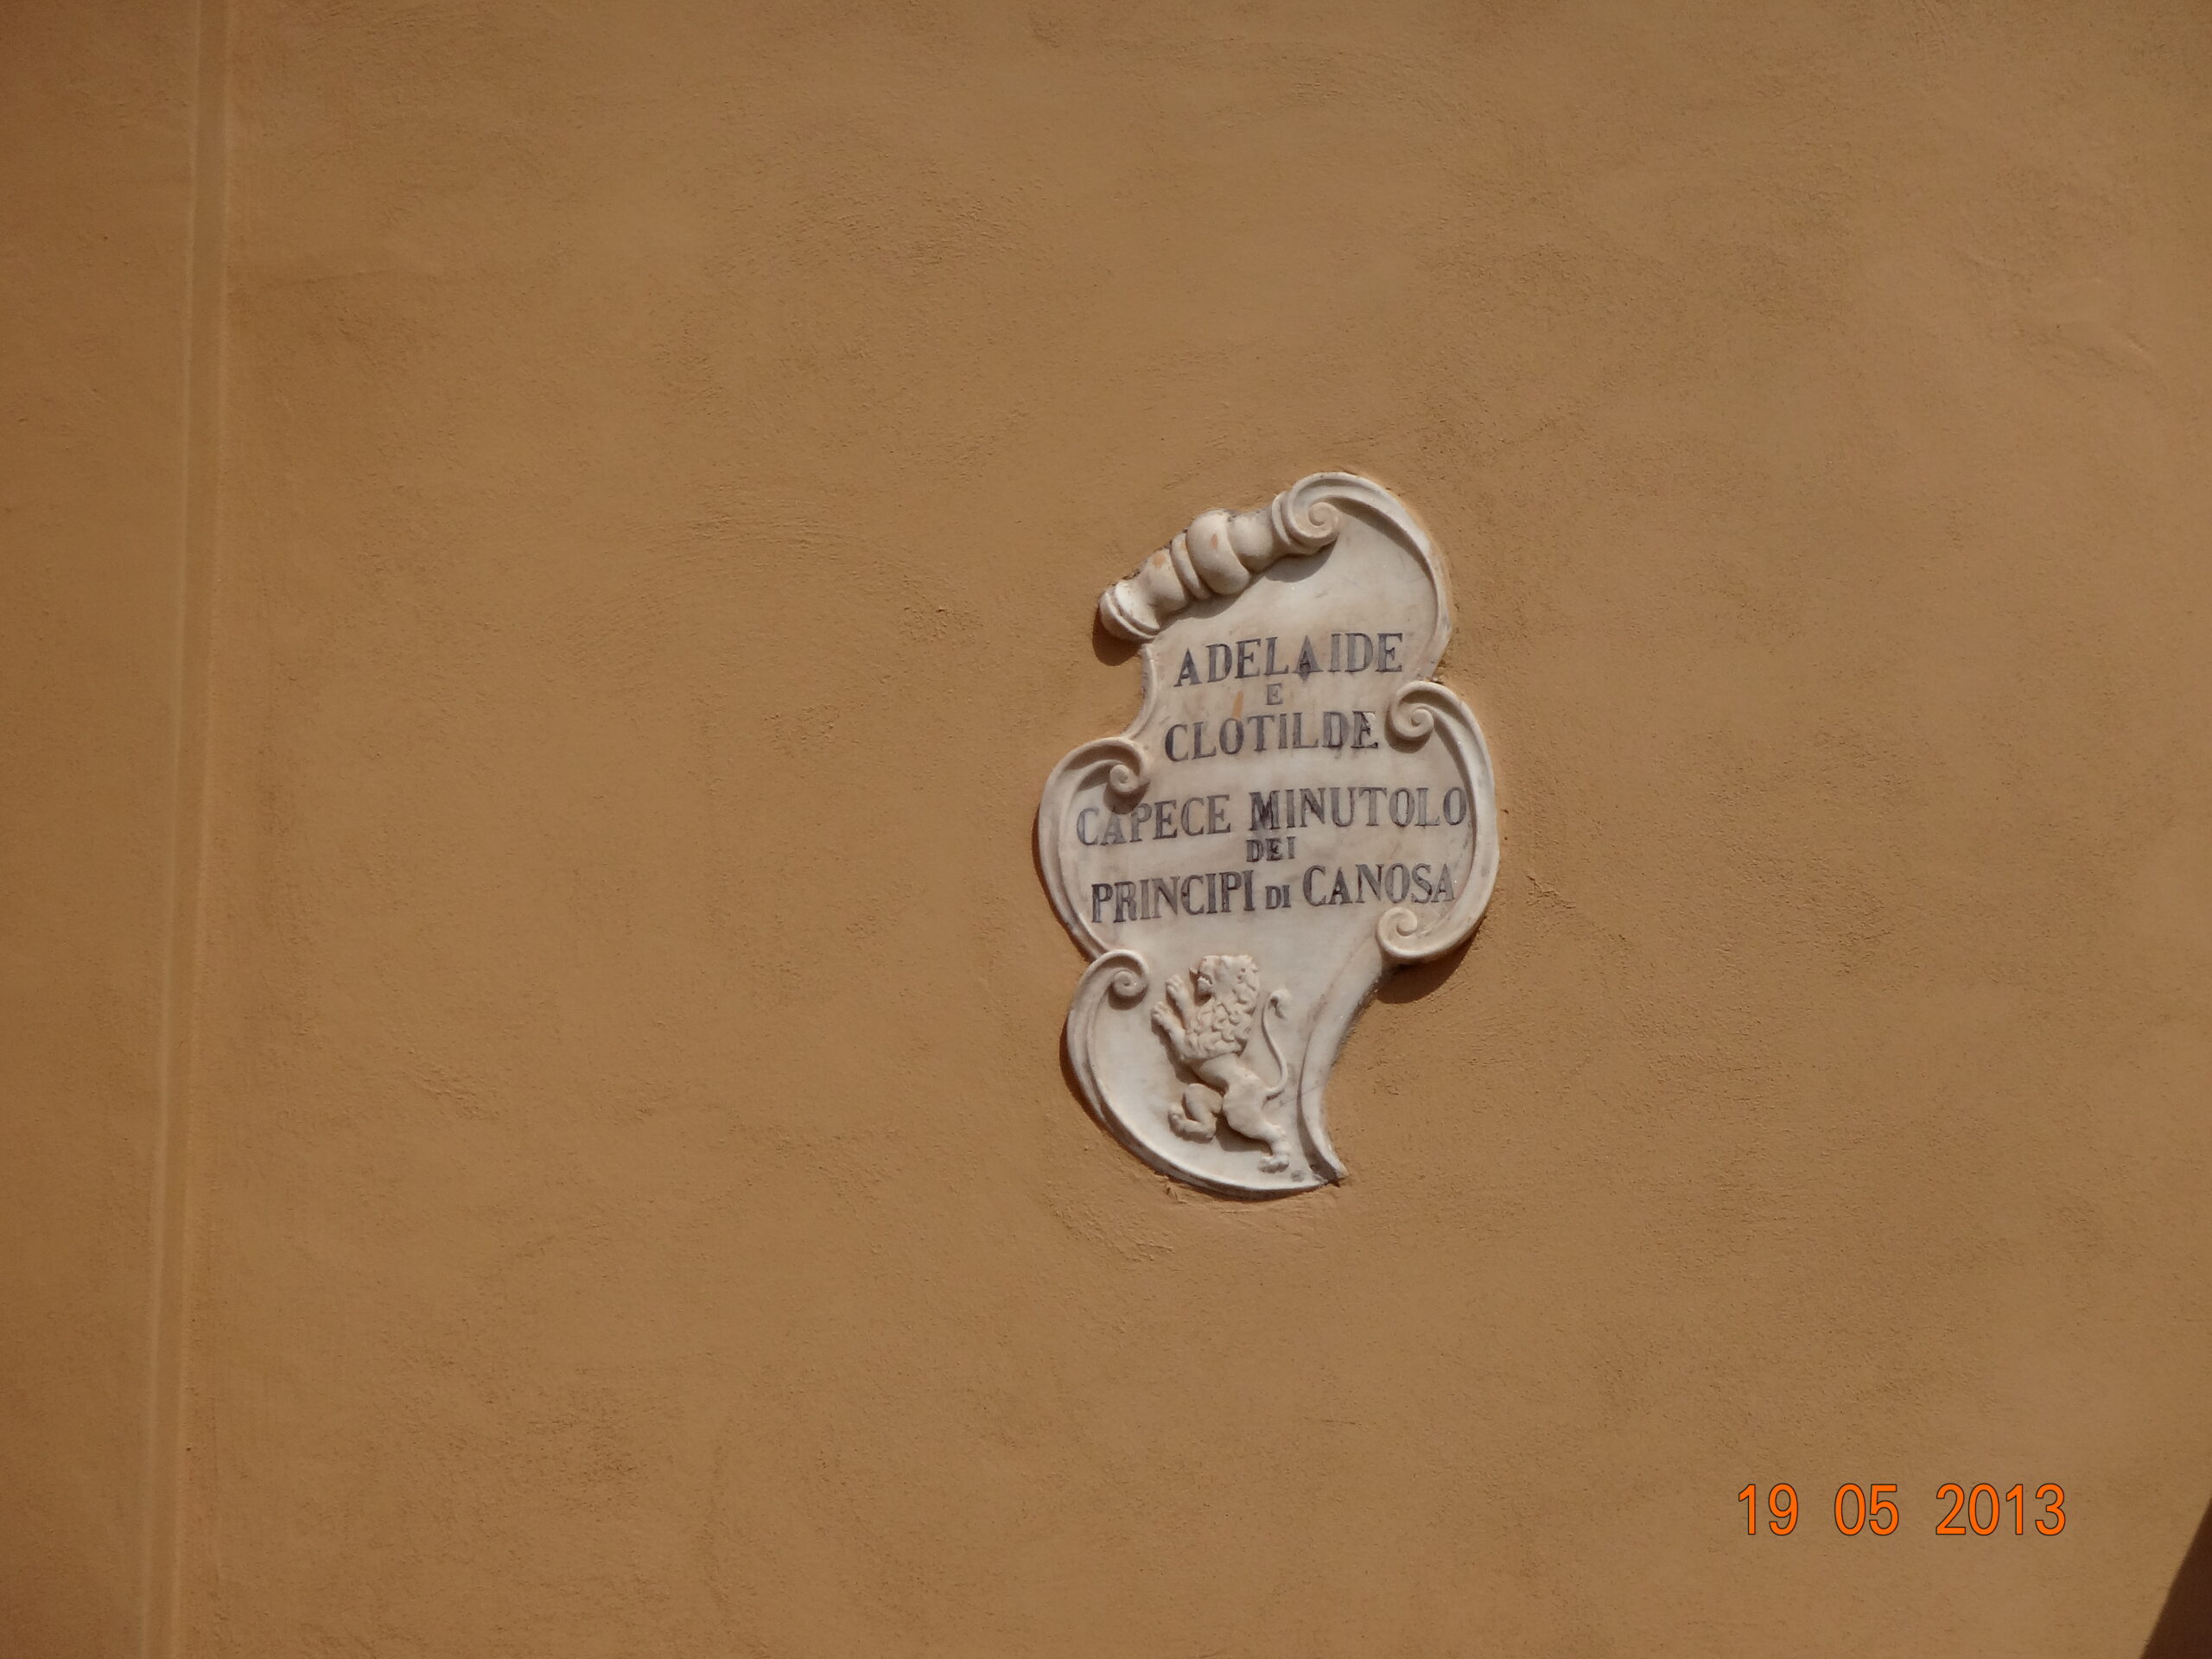 ADELAIDE
E
CLOTILDE
CAPECE MINUTOLO
DEI
PRINCIPI DI CANOSA
19 05 2013